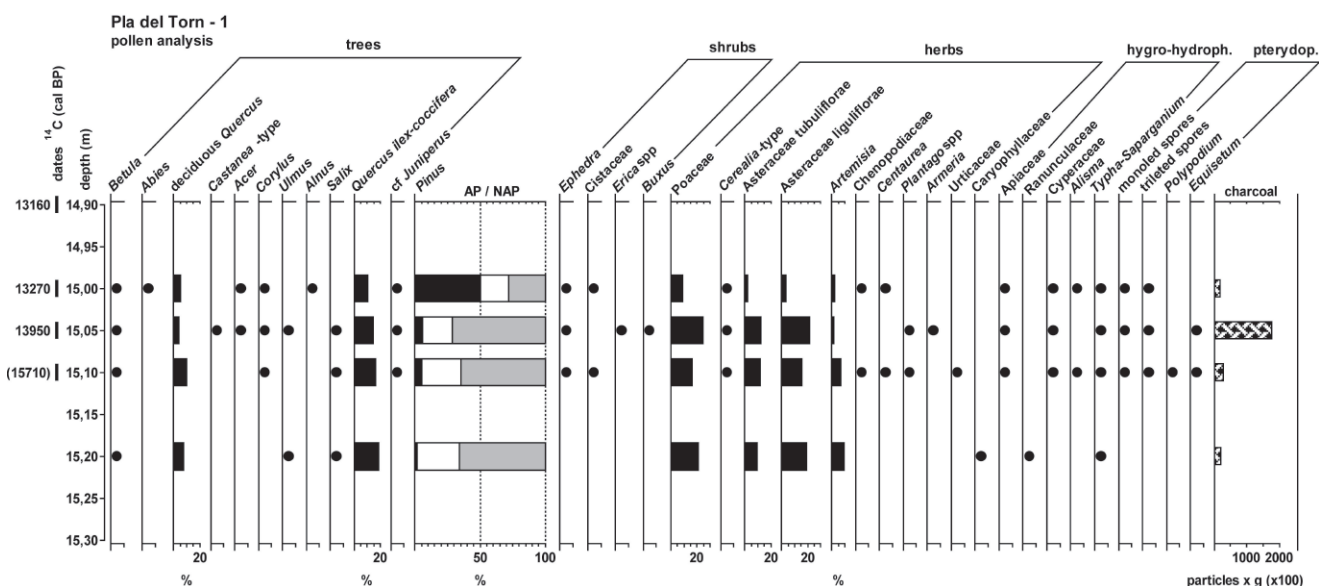 Pla del Torn - 1
pollen analysis
trees
shrubs
herbs
hygro-hydroph.
pterydop.
dates ¹⁴C (cal BP)
depth (m)
Betula
Abies
deciduous Quercus
Castanea -type
Acer
Corylus
Ulmus
Alnus
Salix
Quercus ilex-coccifera
cf Juniperus
Pinus
AP / NAP
Ephedra
Cistaceae
Erica spp
Buxus
Poaceae
Cerealia-type
Asteraceae tubuliflorae
Asteraceae liguliflorae
Artemisia
Chenopodiaceae
Centaurea
Plantago spp
Armeria
Urticaceae
Caryophyllaceae
Apiaceae
Ranunculaceae
Cyperaceae
Alisma
Typha-Saparganium
monoled spores
trileted spores
Polypodium
Equisetum
charcoal
13160 14,90
14,95
13270 15,00
13950 15,05
(15710) 15,10
15,15
15,20
15,25
15,30
20 20 50 100 20 20 20 1000 2000
% % % % particles x g (x100)